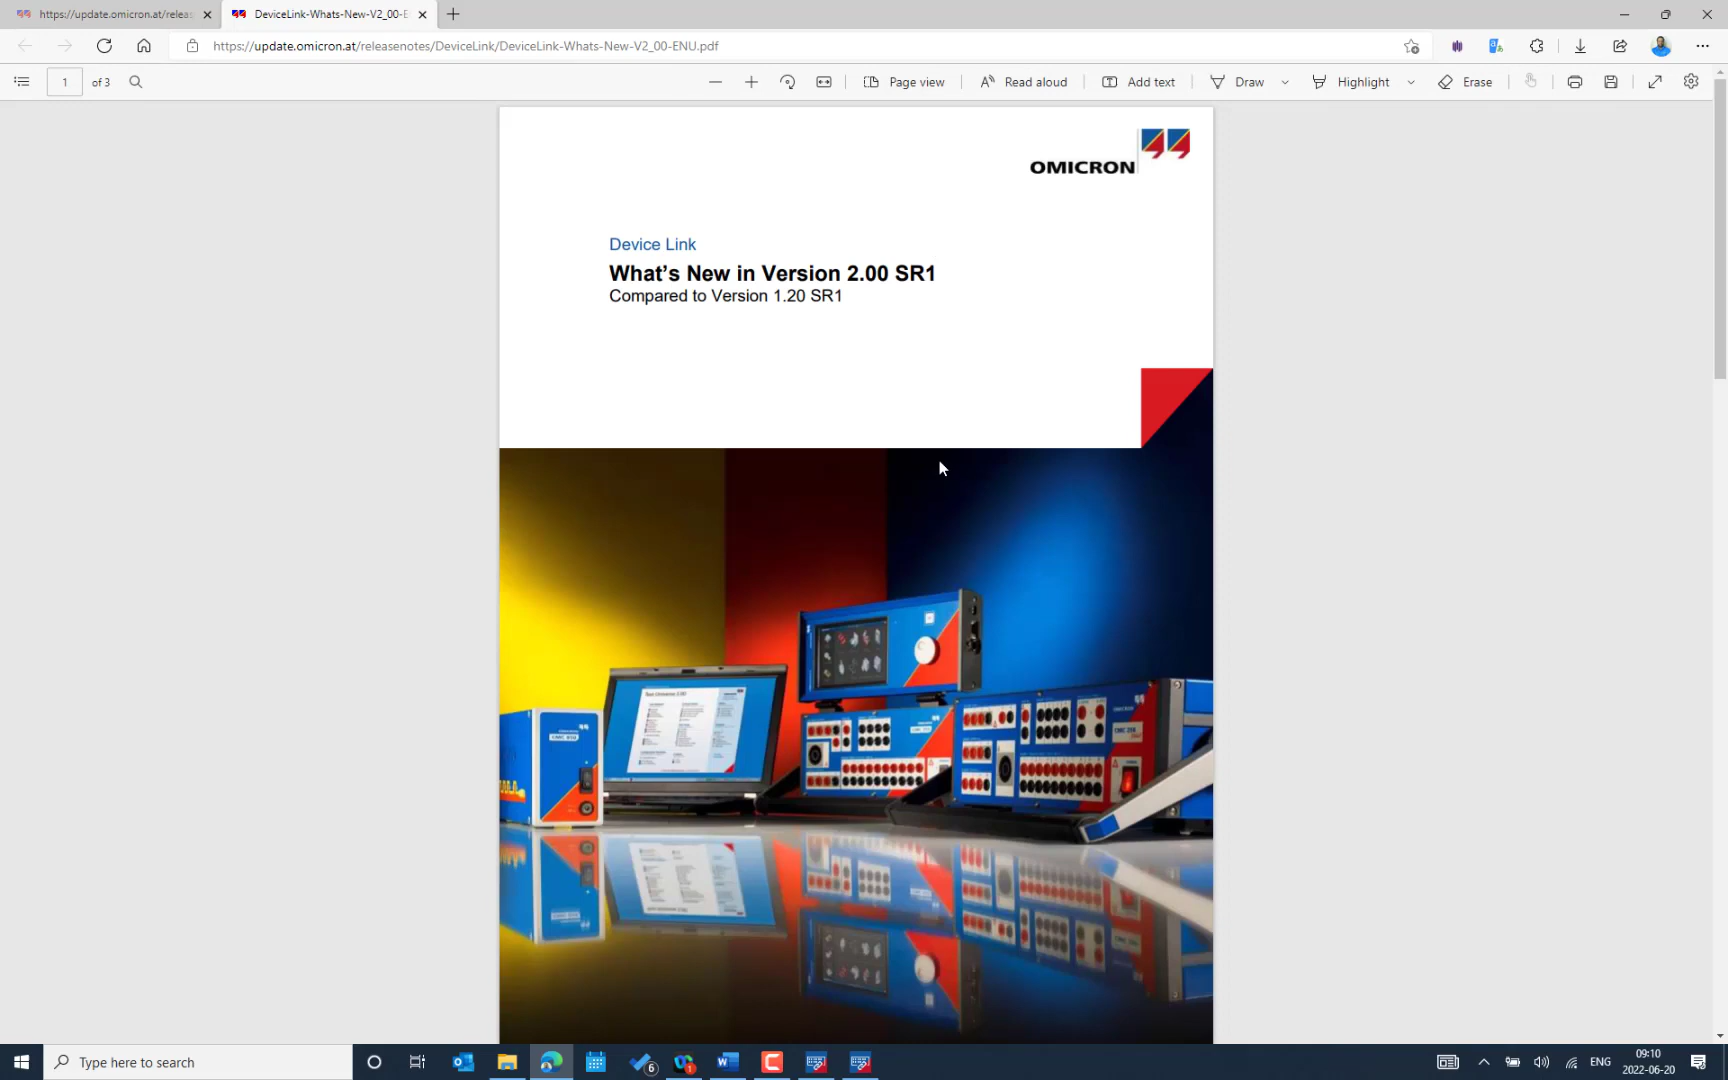 https://update.omicron.at/releas
DeviceLink-Whats-New-V2_00-E
https://update.omicron.at/releasenotes/DeviceLink/DeviceLink-Whats-New-V2_00-ENU.pdf
1 of 3
Page view
Read aloud
Add text
Draw
Highlight
Erase
OMICRON
Device Link
What's New in Version 2.00 SR1
Compared to Version 1.20 SR1
Type here to search
6
1
ENG
09:10
2022-06-20